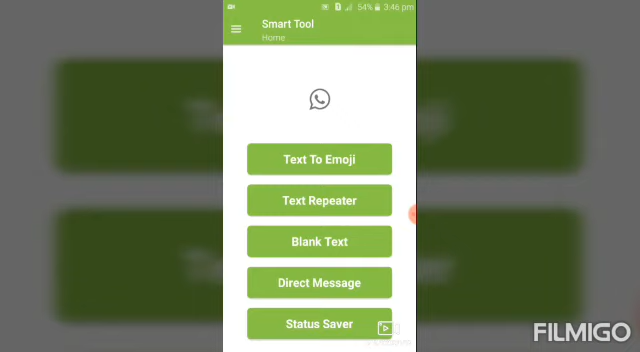 54% 3:46 pm
Smart Tool
Home
Text To Emoji
Text Repeater
Blank Text
Direct Message
Status Saver
FILMIGO